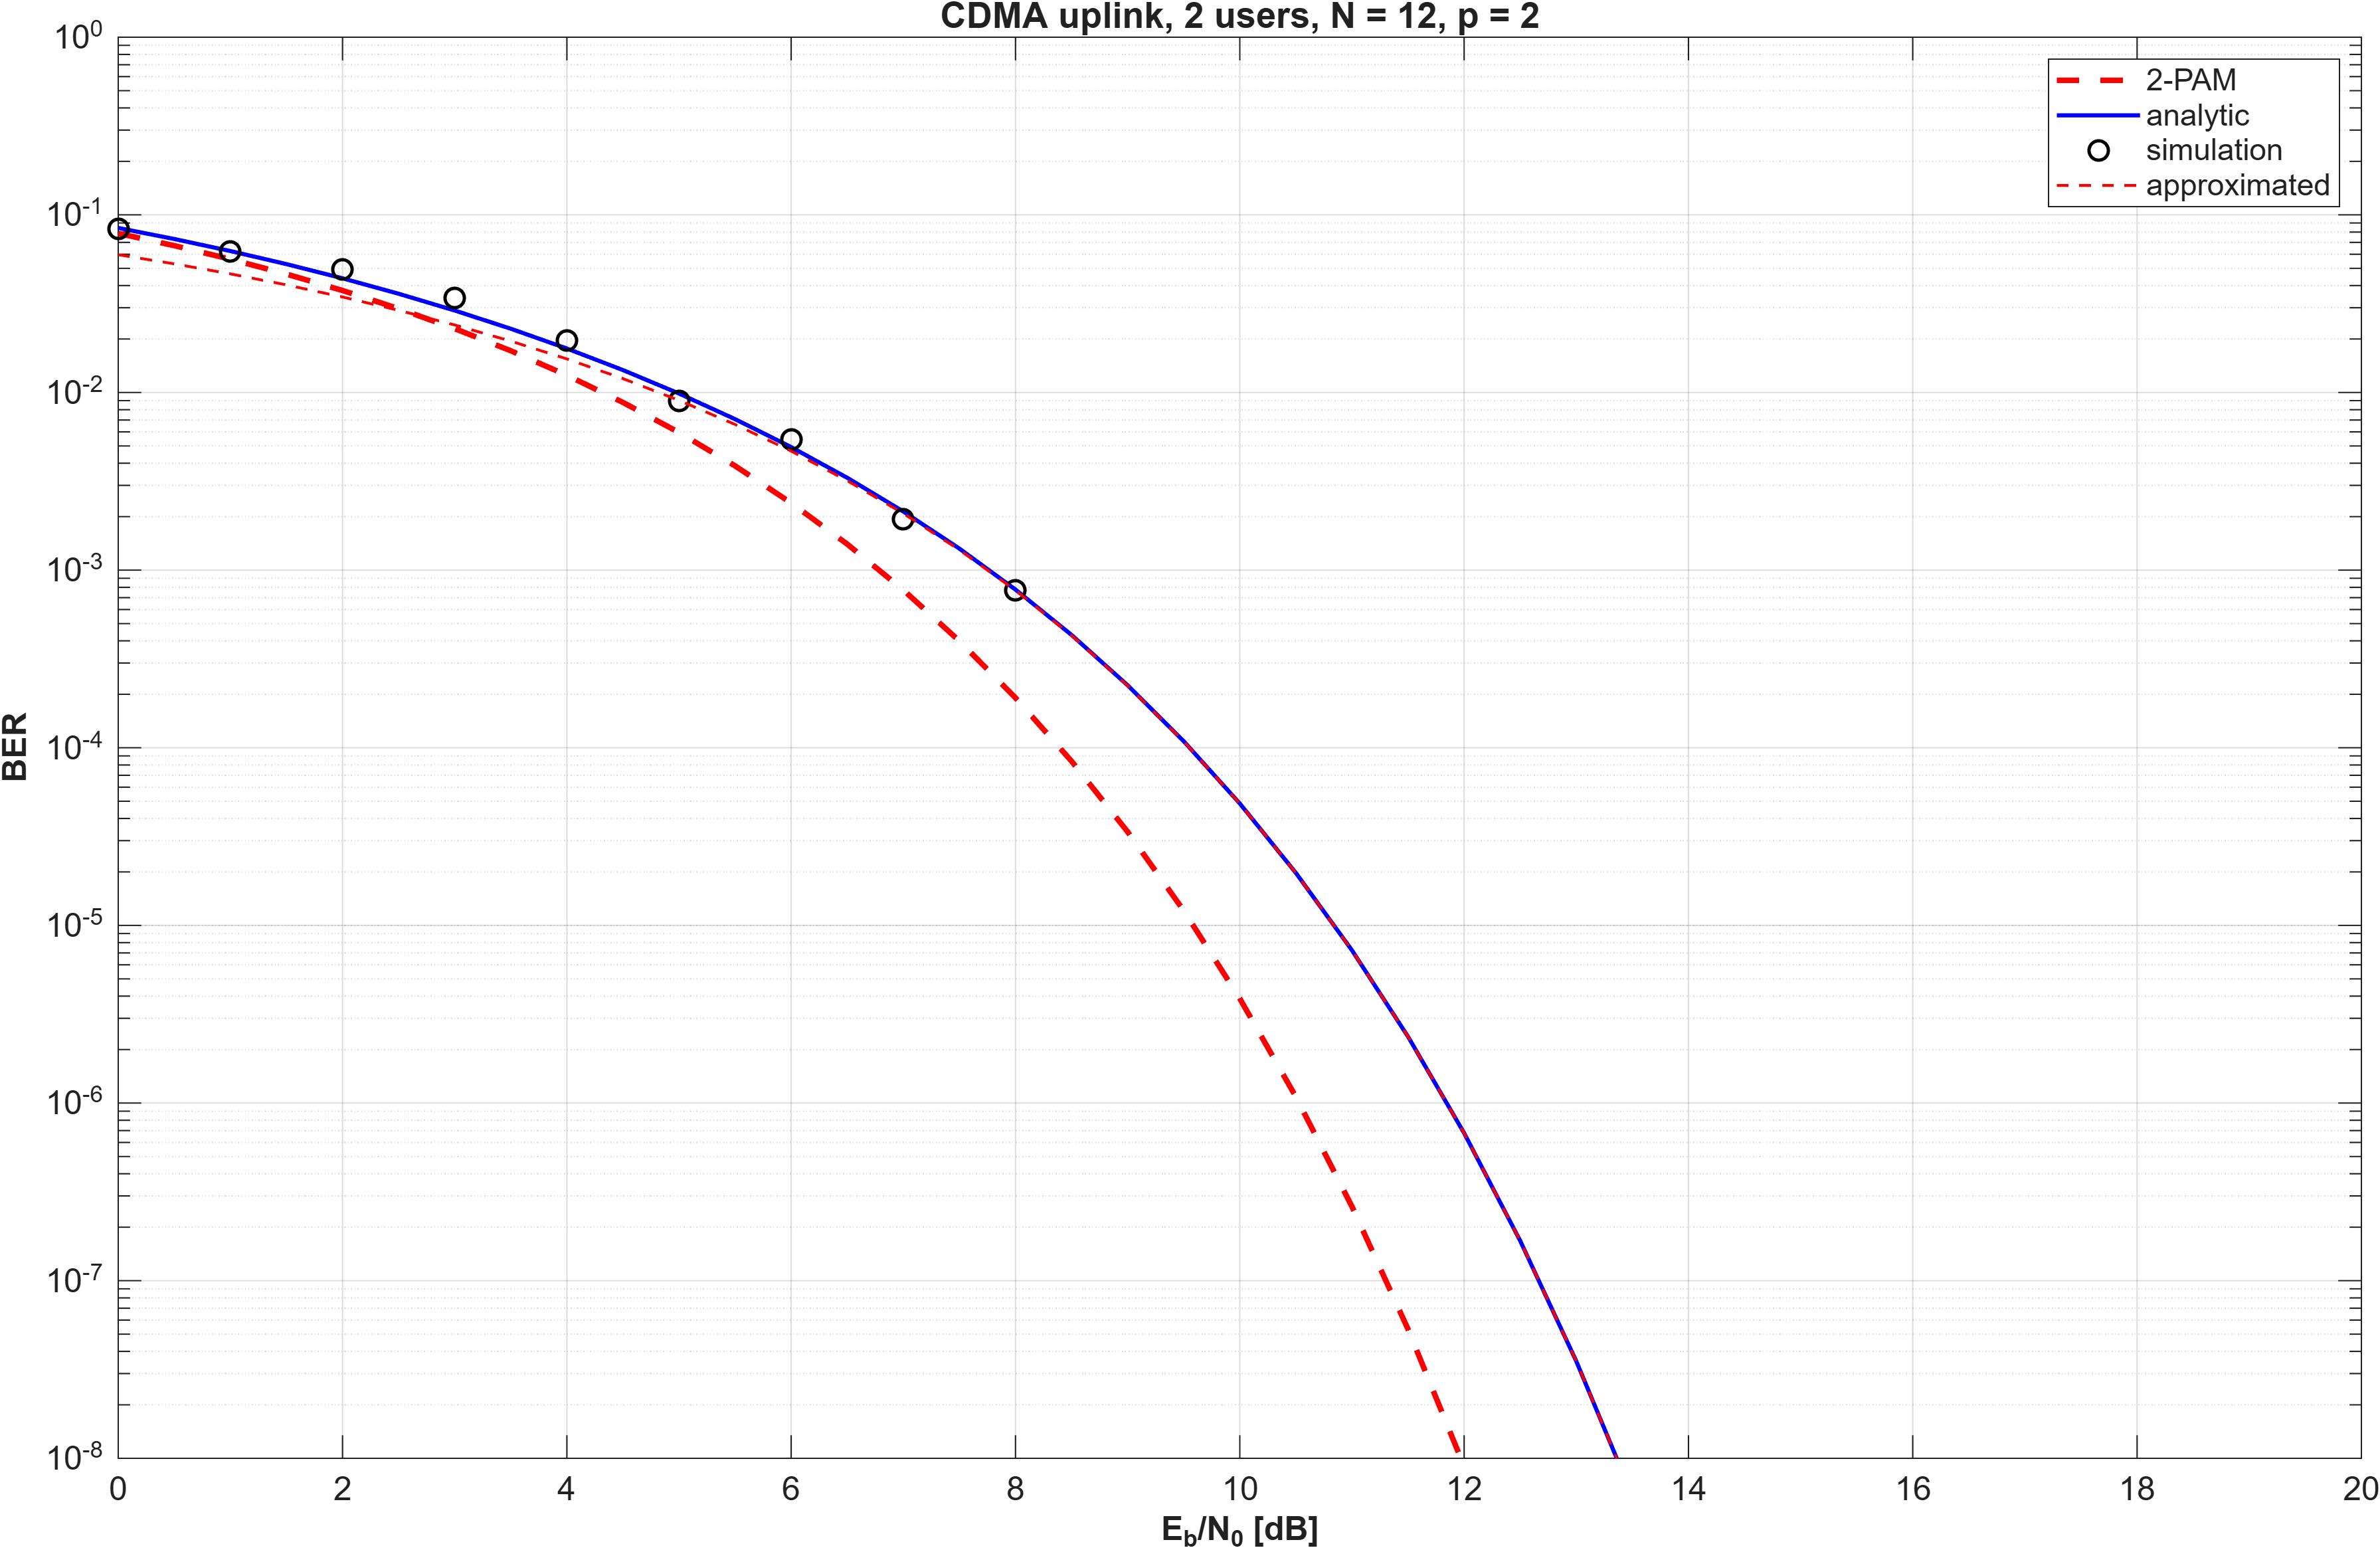 CDMA uplink, 2 users, N = 12, p = 2
10^0
10^-1
10^-2
10^-3
10^-4
10^-5
10^-6
10^-7
10^-8
BER
2-PAM
analytic
simulation
approximated
0 2 4 6 8 10 12 14 16 18 20
E_b/N_0 [dB]